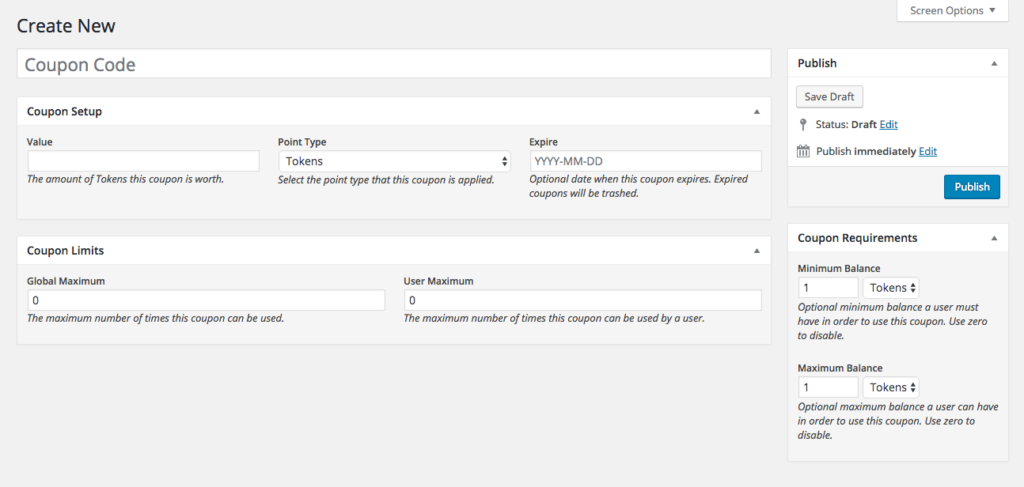 Screen Options
Create New
Coupon Code
Coupon Setup
Value
The amount of Tokens this coupon is worth.
Point Type
Tokens
Select the point type that this coupon is applied.
Expire
YYYY-MM-DD
Optional date when this coupon expires. Expired
coupons will be trashed.
Coupon Limits
Global Maximum
0
The maximum number of times this coupon can be used.
User Maximum
0
The maximum number of times this coupon can be used by a user.
Publish
Save Draft
Status: Draft Edit
Publish immediately Edit
Publish
Coupon Requirements
Minimum Balance
1 Tokens
Optional minimum balance a user must
have in order to use this coupon. Use zero
to disable.
Maximum Balance
1 Tokens
Optional maximum balance a user can have
in order to use this coupon. Use zero to
disable.